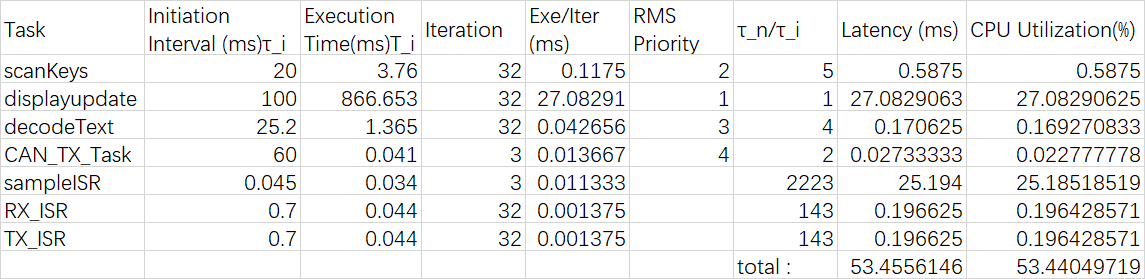 Task Initiation Interval (ms)τ_i Execution Time(ms)T_i Iteration Exe/Iter (ms) RMS Priority τ_n/τ_i Latency (ms) CPU Utilization(%)
scanKeys 20 3.76 32 0.1175 2 5 0.5875 0.5875
displayupdate 100 866.653 32 27.08291 1 1 27.0829063 27.08290625
decodeText 25.2 1.365 32 0.042656 3 4 0.170625 0.169270833
CAN_TX_Task 60 0.041 3 0.013667 4 2 0.02733333 0.022777778
sampleISR 0.045 0.034 3 0.011333 2223 25.194 25.18518519
RX_ISR 0.7 0.044 32 0.001375 143 0.196625 0.196428571
TX_ISR 0.7 0.044 32 0.001375 143 0.196625 0.196428571
total : 53.4556146 53.44049719